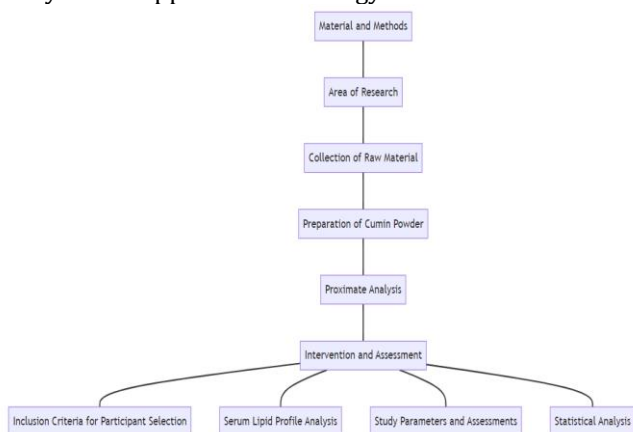 Material and Methods
Area of Research
Collection of Raw Material
Preparation of Cumin Powder
Proximate Analysis
Intervention and Assessment
Inclusion Criteria for Participant Selection
Serum Lipid Profile Analysis
Study Parameters and Assessments
Statistical Analysis